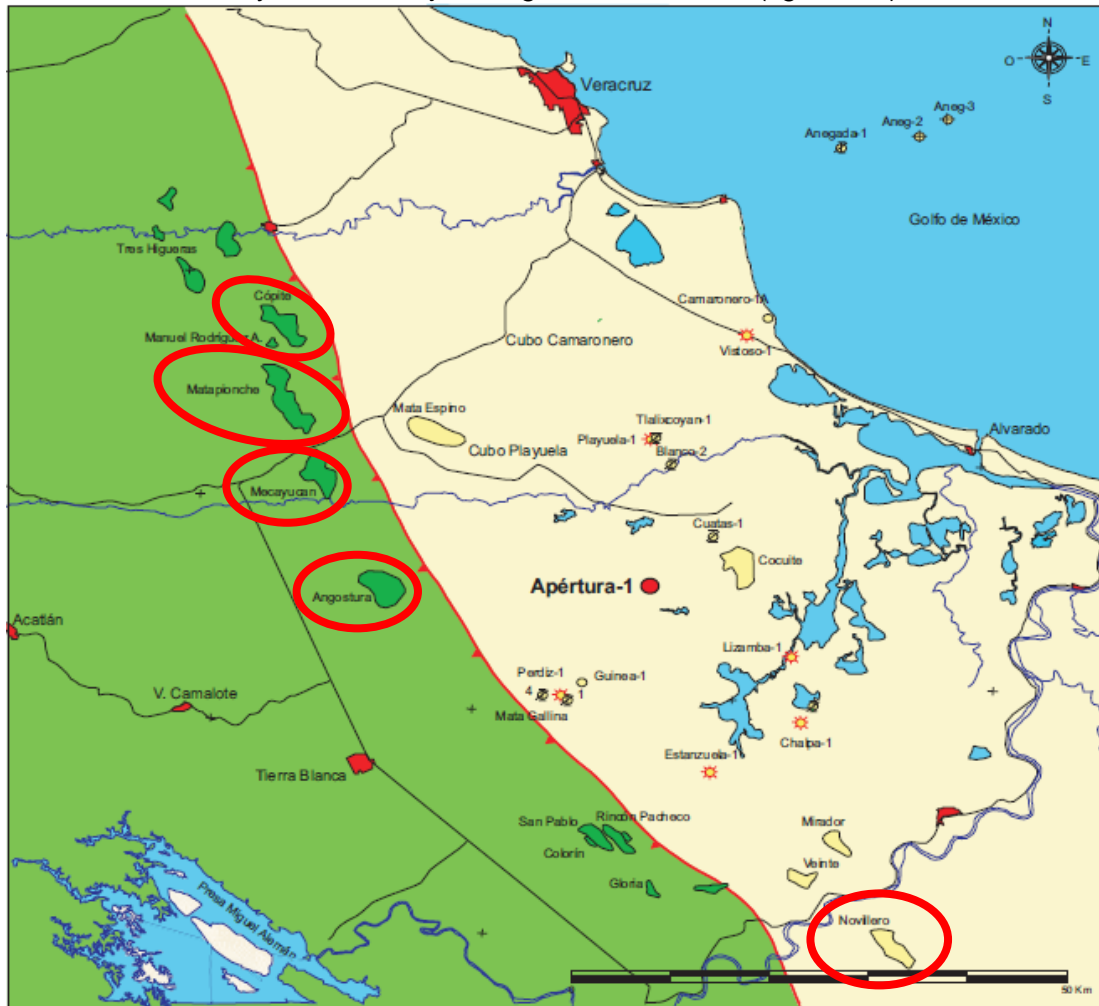 N
O
E
S
Veracruz
Aneg-3
Aneg-2
Anegada-1
Golfo de México
Tres Higueras
Cópite
Camaronero-1A
Manuel Rodríguez A.
Cubo Camaronero
Vistoso-1
Matapionche
Mata Espino
Tlalixcoyan-1
Playuela-1
Alvarado
Cubo Playuela
Blanco-2
Mecayucan
Cuatas-1
Cocuite
Apértura-1
Angostura
Acatlán
Lizamba-1
Perdiz-1
Guinea-1
4
1
V. Camalote
Mata Gallina
Chalpa-1
Estanzuela-1
Tierra Blanca
San Pablo
Rincón Pacheco
Mirador
Colorín
Veinte
Gloria
Presa Miguel Alemán
Novillero
50 Km